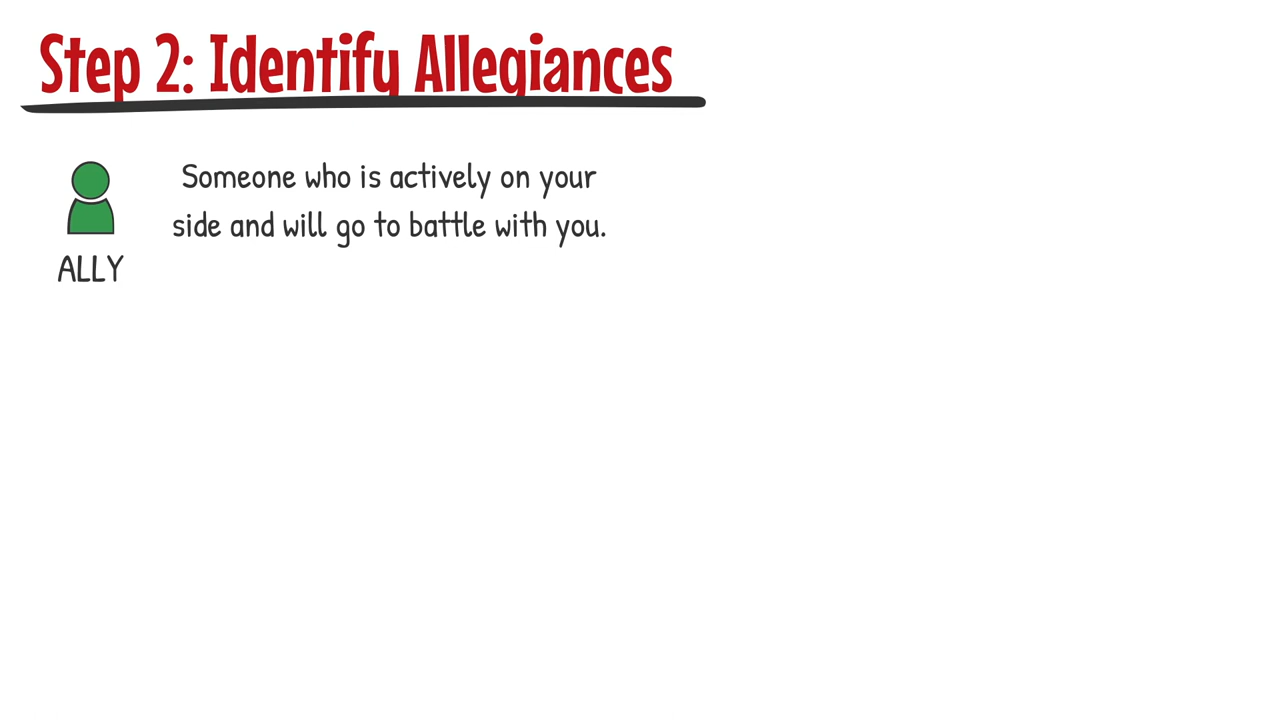 Step 2: Identify Allegiances
Someone who is actively on your
side and will go to battle with you.
ALLY